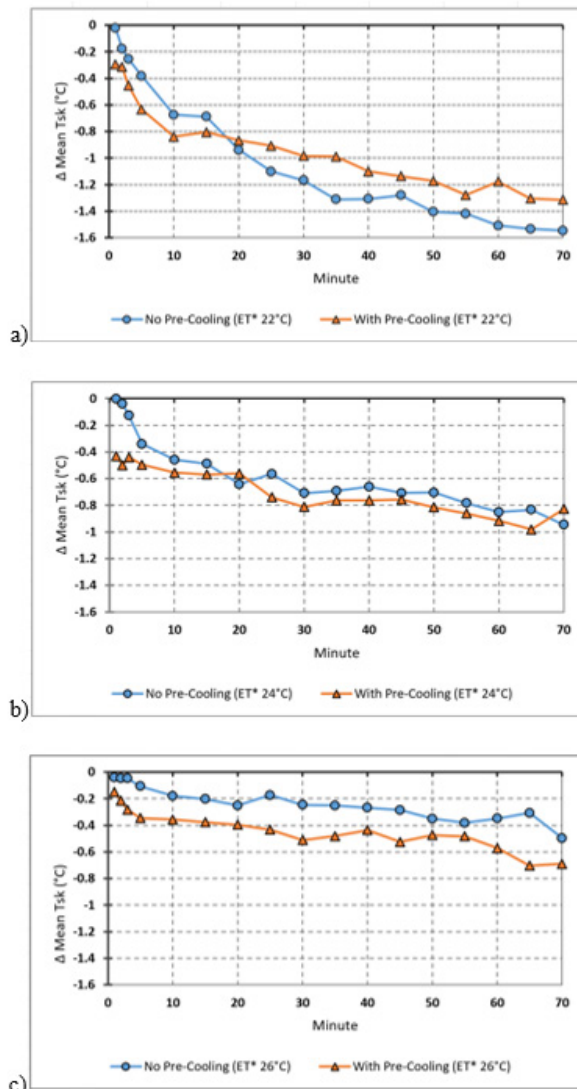 0
-0.2
-0.4
-0.6
-0.8
-1
-1.2
-1.4
-1.6
Δ Mean Tsk (°C)
0 10 20 30 40 50 60 70
Minute
No Pre-Cooling (ET* 22°C) With Pre-Cooling (ET* 22°C)
a)
0
-0.2
-0.4
-0.6
-0.8
-1
-1.2
-1.4
-1.6
Δ Mean Tsk (°C)
0 10 20 30 40 50 60 70
Minute
No Pre-Cooling (ET* 24°C) With Pre-Cooling (ET* 24°C)
b)
0
-0.2
-0.4
-0.6
-0.8
-1
-1.2
-1.4
-1.6
Δ Mean Tsk (°C)
0 10 20 30 40 50 60 70
Minute
No Pre-Cooling (ET* 26°C) With Pre-Cooling (ET* 26°C)
c)